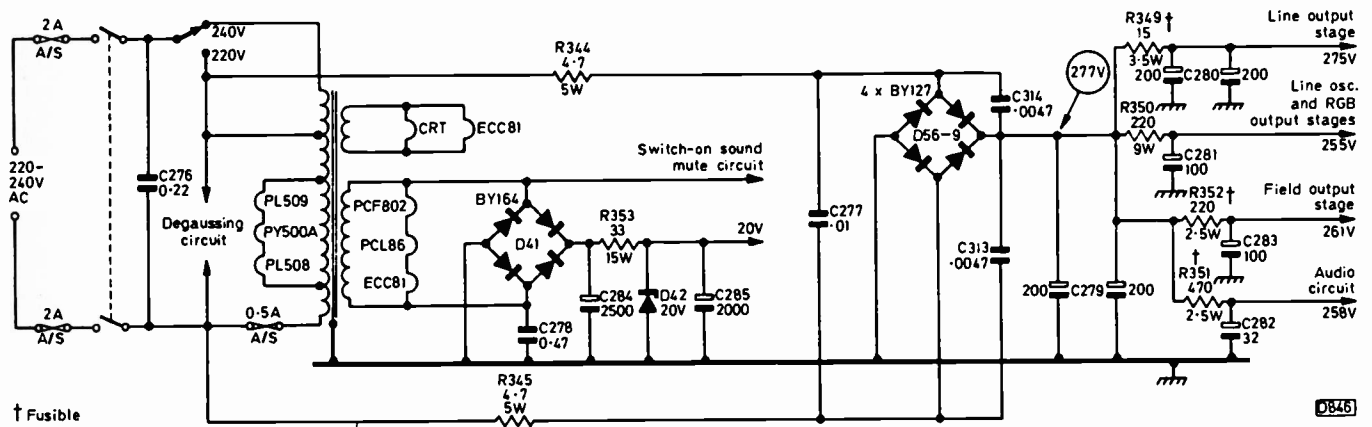 2A
A/S
220-
240V
AC
2A
A/S
240V
220V
C276
0·22
Degaussing
circuit
0·5A
A/S
PL509
PY500A
PL508
CRT
ECC81
PCF802
PCL86
ECC81
BY164
D41
C278
0·47
R353
33
15W
C284
2500
D42
20V
C285
2000
Switch-on sound
mute circuit
20V
R344
4·7
5W
R345
4·7
5W
C277
·01
4 x BY127
D56-9
C314
·0047
C313
·0047
277V
200
C279
200
R349 †
15
3·5W
200
C280
200
Line output
stage
275V
R350
220
9W
C281
100
Line osc.
and RGB
output stages
255V
R352 †
220
2·5W
C283
100
Field output
stage
261V
†
R351
470
2·5W
C282
32
Audio
circuit
258V
† Fusible
D846